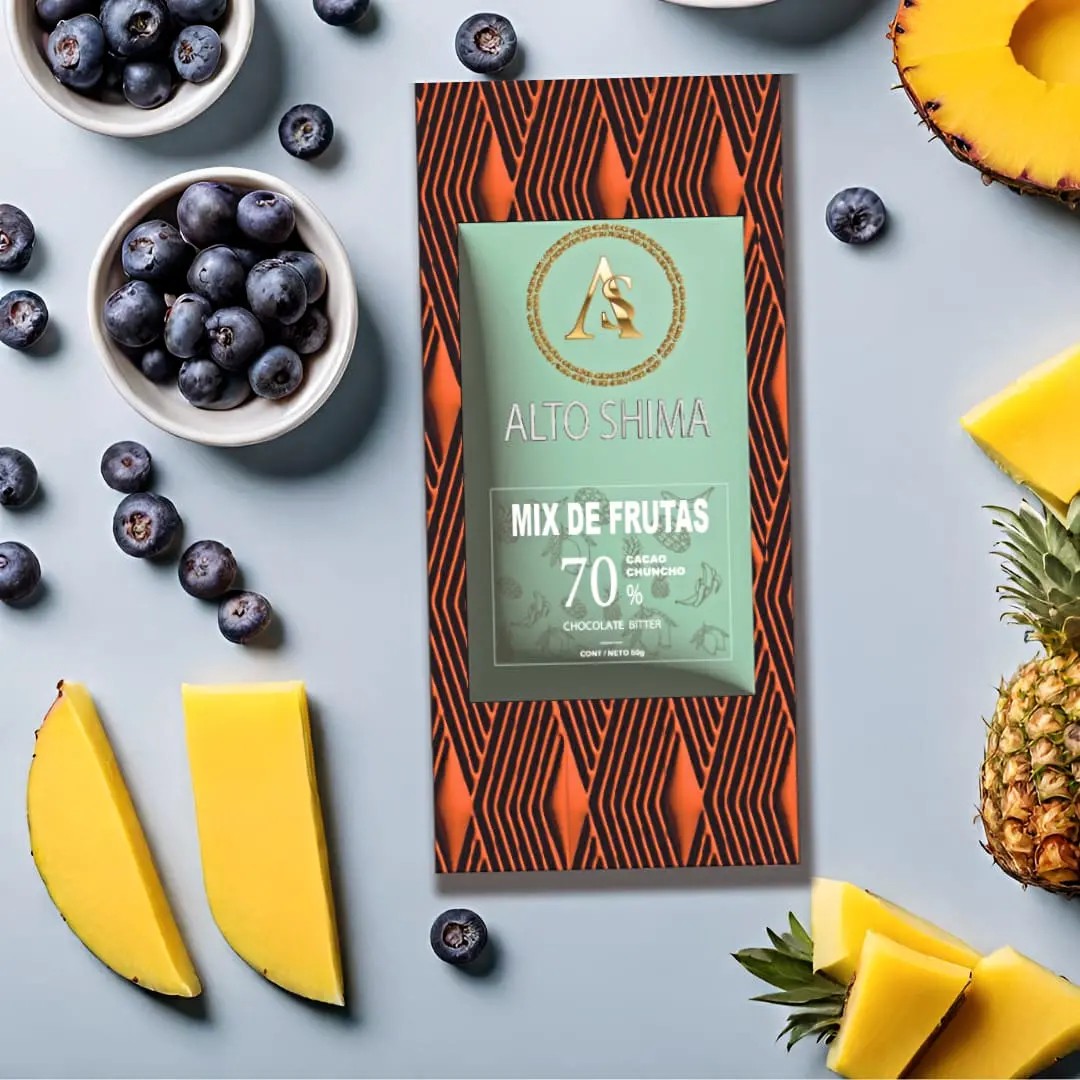 AS
ALTO SHIMA
MIX DE FRUTAS
70 %
CACAO
CHUNCHO
CHOCOLATE BITTER
CONT / NETO 50g